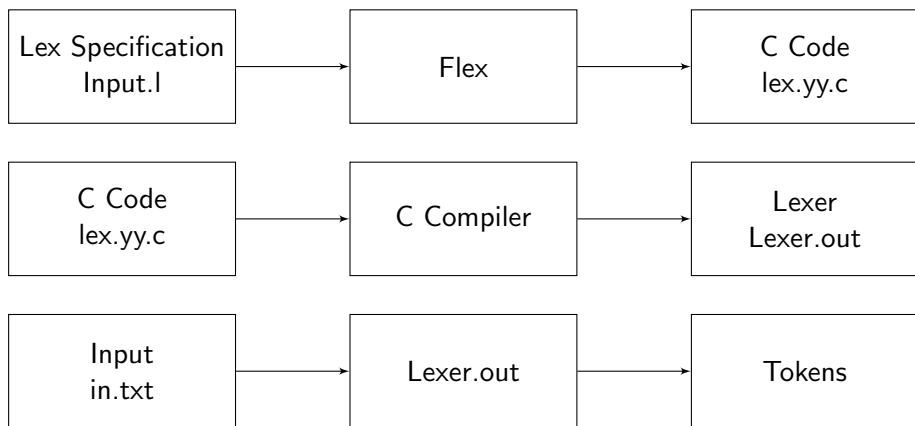 Lex Specification
Input.l
Flex
C Code
lex.yy.c
C Code
lex.yy.c
C Compiler
Lexer
Lexer.out
Input
in.txt
Lexer.out
Tokens